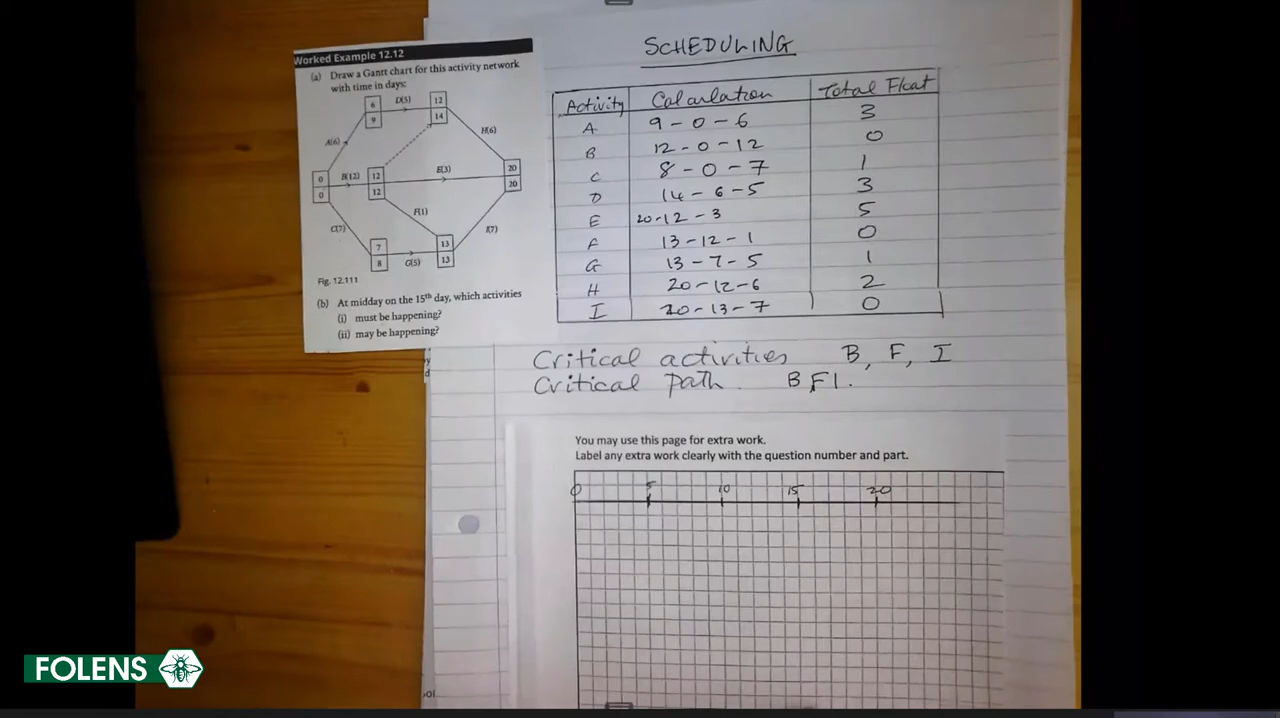 SCHEDULING
Worked Example 12.12
(a) Draw a Gantt chart for this activity network
with time in days:
6
9
D(5)
12
14
A(6)
H(6)
0
0
B(12)
12
12
E(3)
20
20
F(1)
C(7)
I(7)
7
8
G(5)
13
13
Fig. 12.111
(b) At midday on the 15th day, which activities
(i) must be happening?
(ii) may be happening?
Activity Calculation Total Float
A 9-0-6 3
B 12-0-12 0
C 8-0-7 1
D 14-6-5 3
E 20-12-3 5
F 13-12-1 0
G 13-7-5 1
H 20-12-6 2
I 20-13-7 0
Critical activities B, F, I
Critical path. BFI.
You may use this page for extra work.
Label any extra work clearly with the question number and part.
0 5 10 15 20
FOLENS